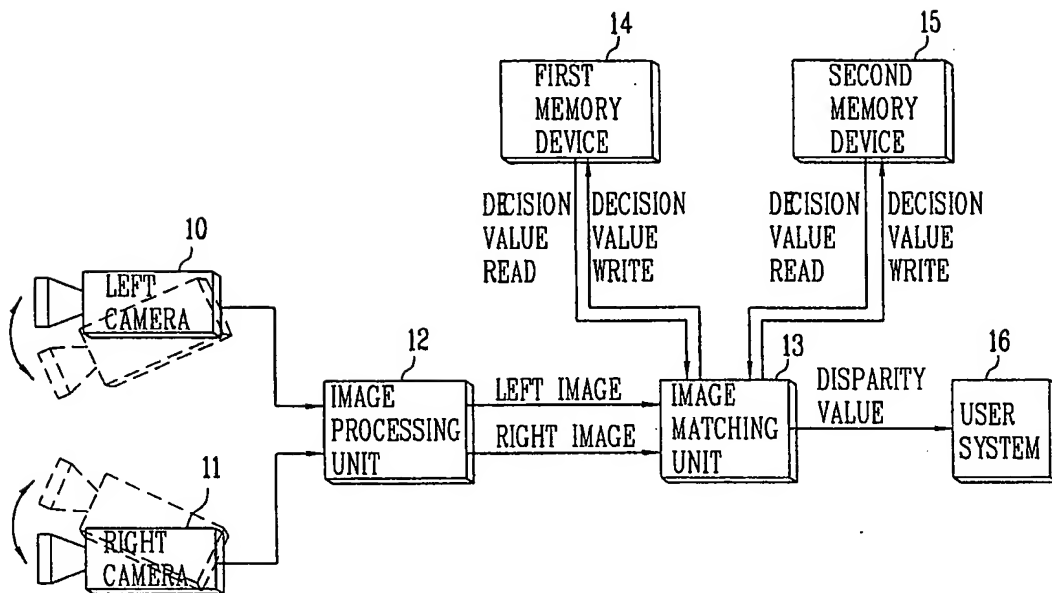 14
FIRST
MEMORY
DEVICE
15
SECOND
MEMORY
DEVICE
DECISION
VALUE
READ
DECISION
VALUE
WRITE
DECISION
VALUE
READ
DECISION
VALUE
WRITE
10
LEFT
CAMERA
12
IMAGE
PROCESSING
UNIT
LEFT IMAGE
RIGHT IMAGE
13
IMAGE
MATCHING
UNIT
DISPARITY
VALUE
16
USER
SYSTEM
11
RIGHT
CAMERA